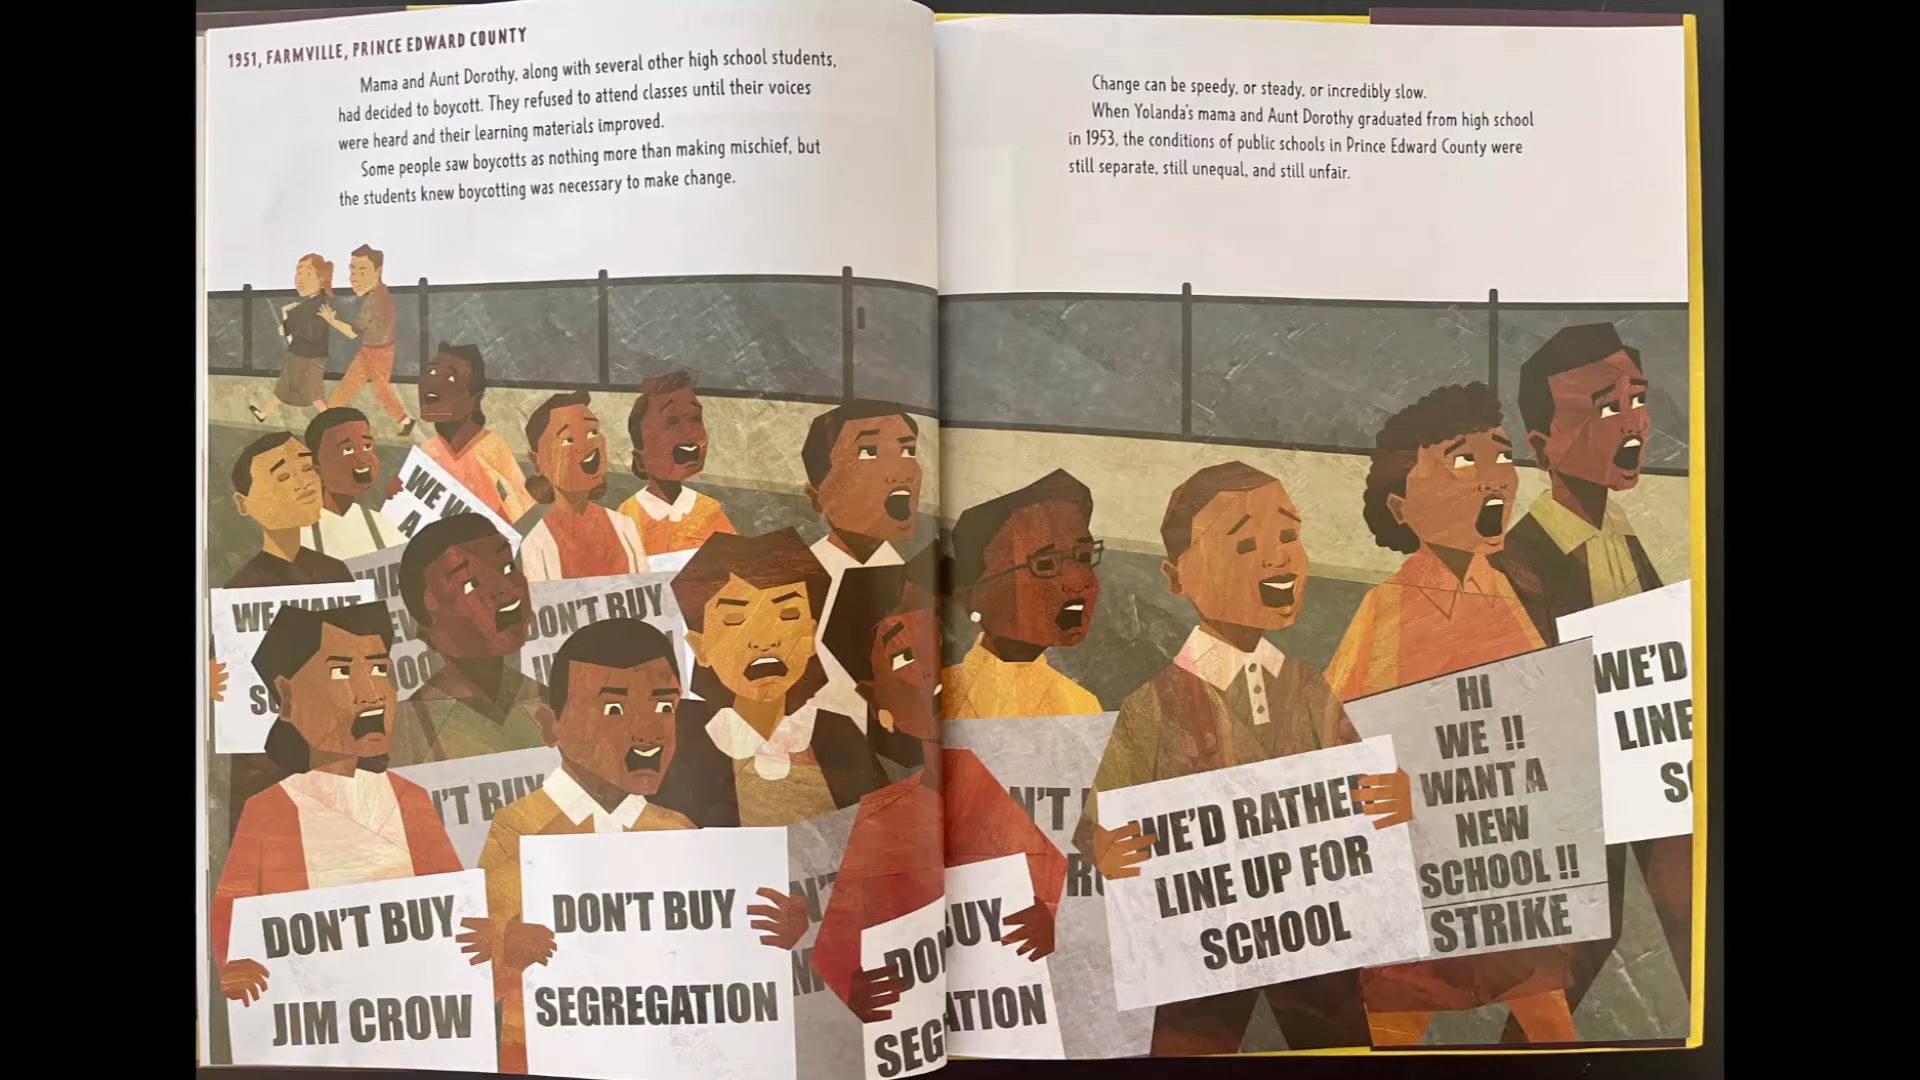 1951, FARMVILLE, PRINCE EDWARD COUNTY
Mama and Aunt Dorothy, along with several other high school students,
had decided to boycott. They refused to attend classes until their voices
were heard and their learning materials improved.
Some people saw boycotts as nothing more than making mischief, but
the students knew boycotting was necessary to make change.
Change can be speedy, or steady, or incredibly slow.
When Yolanda's mama and Aunt Dorothy graduated from high school
in 1953, the conditions of public schools in Prince Edward County were
still separate, still unequal, and still unfair.
WE
A
WE WANT
DON'T BUY
'T BUY
DON'T BUY
JIM CROW
DON'T BUY
SEGREGATION
BUY
N'T
WE'D RATHER
LINE UP FOR
SCHOOL
HI
WE !!
WANT A
NEW
SCHOOL !!
STRIKE
WE'D
LINE